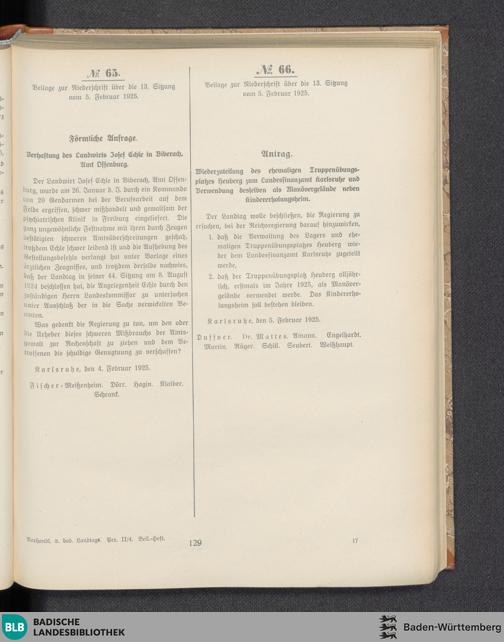 № 65.
Beilage zur Niederschrift über die 13. Sitzung
vom 5. Februar 1925.
Förmliche Anfrage.
Verhaftung des Landwirts Josef Echle in Biberach,
Amt Offenburg.
Der Landwirt Josef Echle in Biberach, Amt Offen-
burg, wurde am 26. Januar d. J. durch ein Kommando
von 20 Gendarmen bei der Berufsarbeit auf dem
Felde ergriffen, schwer mißhandelt und gewaltsam der
psychiatrischen Klinik in Freiburg eingeliefert. Die
ganz ungewöhnliche Festnahme mit ihren durch Zeugen
bestätigten schweren Amtsüberschreitungen geschah,
trotzdem Echle schwer leidend ist und die Aufhebung des
verlangt hat unter Vorlage eines
ärztlichen Zeugnisses, und trotzdem derselbe nachwies,
daß der Landtag in seiner 44. Sitzung am 8. August
1924 beschlossen hat, die Angelegenheit Echle durch den
zuständigen Herrn Landeskommissär zu untersuchen
unter Ausschluß der in die Sache verwickelten Be-
amten.
Was gedenkt die Regierung zu tun, um den oder
die Urheber dieses schweren Mißbrauchs der Amts-
gewalt zur Rechenschaft zu ziehen und dem Be-
troffenen die schuldige Genugtuung zu verschaffen?
Karlsruhe, den 4. Februar 1925.
Fischer-Meißenheim. Dörr. Hagin. Klaiber.
Schrank.
№ 66.
Beilage zur Niederschrift über die 13. Sitzung
vom 5. Februar 1925.
Antrag.
Wiederzuteilung des ehemaligen Truppenübungs-
platzes Heuberg zum Landesfinanzamt Karlsruhe und
Verwendung desselben als Manövergelände neben
Kindererholungsheim.
Der Landtag wolle beschließen, die Regierung zu
ersuchen, bei der Reichsregierung darauf hinzuwirken,
1. daß die Verwaltung des Lagers und ehe-
maligen Truppenübungsplatzes Heuberg wie-
der dem Landesfinanzamt Karlsruhe zugeteilt
werde,
2. daß der Truppenübungsplatz Heuberg alljähr-
lich, erstmals im Jahre 1925, als Manöver-
gelände verwendet werde. Das Kindererho-
lungsheim soll bestehen bleiben.
Karlsruhe, den 5. Februar 1925.
Duffner. Dr. Mattes. Amann. Engelhardt.
Martin. Rüger. Schill. Seubert. Weißhaupt.
Verhandl. d. bad. Landtags. Per. II/4. Beil.-Heft.
129
17
BLB
BADISCHE
LANDESBIBLIOTHEK
Baden-Württemberg